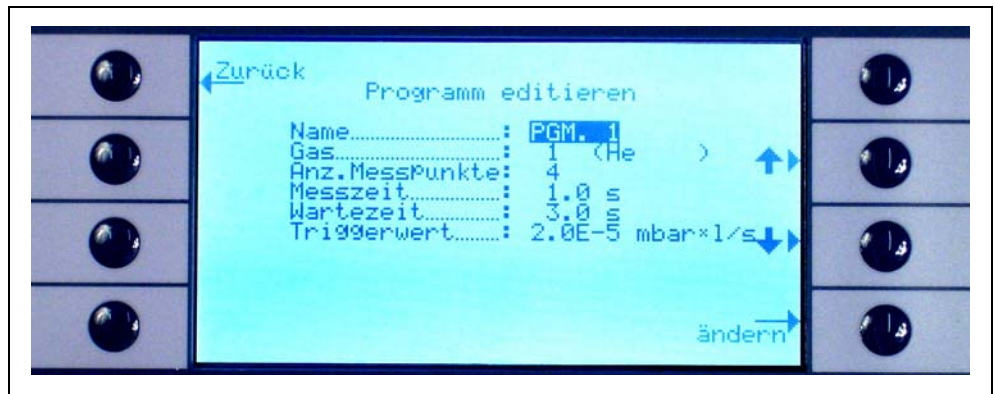 Zurück
Programm editieren
Name..............: PGM. 1
Gas...............: 1 (He )
Anz.Messpunkte: 4
Messzeit..........: 1.0 s
Wartezeit.........: 3.0 s
Triggerwert.......: 2.0E-5 mbar*l/s
ändern